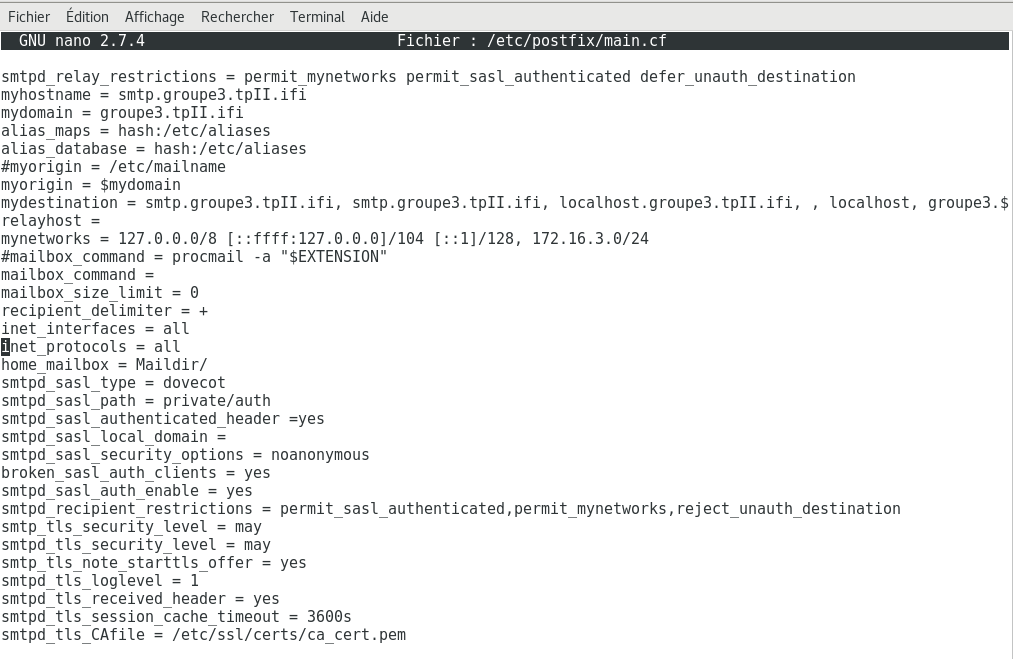 Fichier Édition Affichage Rechercher Terminal Aide
GNU nano 2.7.4 Fichier : /etc/postfix/main.cf
smtpd_relay_restrictions = permit_mynetworks permit_sasl_authenticated defer_unauth_destination
myhostname = smtp.groupe3.tpII.ifi
mydomain = groupe3.tpII.ifi
alias_maps = hash:/etc/aliases
alias_database = hash:/etc/aliases
#myorigin = /etc/mailname
myorigin = $mydomain
mydestination = smtp.groupe3.tpII.ifi, smtp.groupe3.tpII.ifi, localhost.groupe3.tpII.ifi, , localhost, groupe3.$
relayhost =
mynetworks = 127.0.0.0/8 [::ffff:127.0.0.0]/104 [::1]/128, 172.16.3.0/24
#mailbox_command = procmail -a "$EXTENSION"
mailbox_command =
mailbox_size_limit = 0
recipient_delimiter = +
inet_interfaces = all
inet_protocols = all
home_mailbox = Maildir/
smtpd_sasl_type = dovecot
smtpd_sasl_path = private/auth
smtpd_sasl_authenticated_header =yes
smtpd_sasl_local_domain =
smtpd_sasl_security_options = noanonymous
broken_sasl_auth_clients = yes
smtpd_sasl_auth_enable = yes
smtpd_recipient_restrictions = permit_sasl_authenticated,permit_mynetworks,reject_unauth_destination
smtp_tls_security_level = may
smtpd_tls_security_level = may
smtp_tls_note_starttls_offer = yes
smtpd_tls_loglevel = 1
smtpd_tls_received_header = yes
smtpd_tls_session_cache_timeout = 3600s
smtpd_tls_CAfile = /etc/ssl/certs/ca_cert.pem